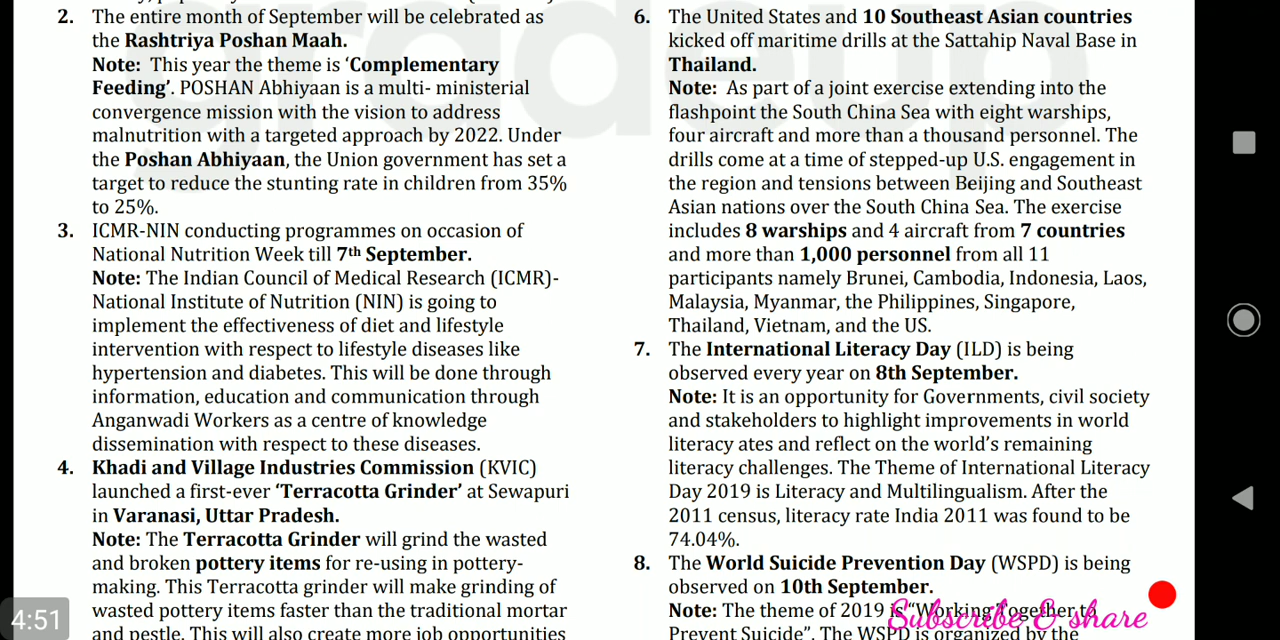 2. The entire month of September will be celebrated as
the Rashtriya Poshan Maah.
Note: This year the theme is ‘Complementary
Feeding’. POSHAN Abhiyaan is a multi- ministerial
convergence mission with the vision to address
malnutrition with a targeted approach by 2022. Under
the Poshan Abhiyaan, the Union government has set a
target to reduce the stunting rate in children from 35%
to 25%.
3. ICMR-NIN conducting programmes on occasion of
National Nutrition Week till 7th September.
Note: The Indian Council of Medical Research (ICMR)-
National Institute of Nutrition (NIN) is going to
implement the effectiveness of diet and lifestyle
intervention with respect to lifestyle diseases like
hypertension and diabetes. This will be done through
information, education and communication through
Anganwadi Workers as a centre of knowledge
dissemination with respect to these diseases.
4. Khadi and Village Industries Commission (KVIC)
launched a first-ever ‘Terracotta Grinder’ at Sewapuri
in Varanasi, Uttar Pradesh.
Note: The Terracotta Grinder will grind the wasted
and broken pottery items for re-using in pottery-
making. This Terracotta grinder will make grinding of
wasted pottery items faster than the traditional mortar
and pestle. This will also create more job opportunities
6. The United States and 10 Southeast Asian countries
kicked off maritime drills at the Sattahip Naval Base in
Thailand.
Note: As part of a joint exercise extending into the
flashpoint the South China Sea with eight warships,
four aircraft and more than a thousand personnel. The
drills come at a time of stepped-up U.S. engagement in
the region and tensions between Beijing and Southeast
Asian nations over the South China Sea. The exercise
includes 8 warships and 4 aircraft from 7 countries
and more than 1,000 personnel from all 11
participants namely Brunei, Cambodia, Indonesia, Laos,
Malaysia, Myanmar, the Philippines, Singapore,
Thailand, Vietnam, and the US.
7. The International Literacy Day (ILD) is being
observed every year on 8th September.
Note: It is an opportunity for Governments, civil society
and stakeholders to highlight improvements in world
literacy ates and reflect on the world’s remaining
literacy challenges. The Theme of International Literacy
Day 2019 is Literacy and Multilingualism. After the
2011 census, literacy rate India 2011 was found to be
74.04%.
8. The World Suicide Prevention Day (WSPD) is being
observed on 10th September.
Note: The theme of 2019 is “Working Together to
Prevent Suicide”. The WSPD is organized by the
gradeup
4:51
Subscribe & share